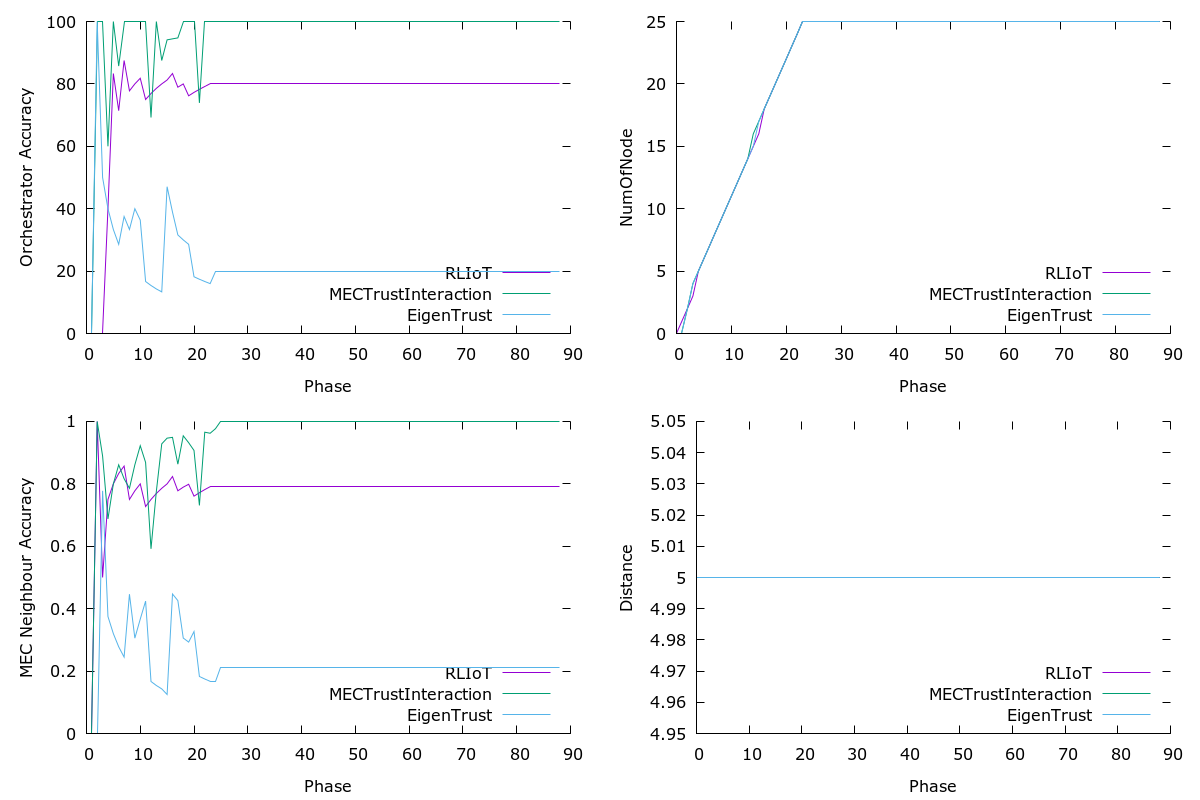 100
80
60
40
20
0
Orchestrator Accuracy
RLIoT
MECTrustInteraction
EigenTrust
0 10 20 30 40 50 60 70 80 90
Phase
25
20
15
10
5
0
NumOfNode
RLIoT
MECTrustInteraction
EigenTrust
0 10 20 30 40 50 60 70 80 90
Phase
1
0.8
0.6
0.4
0.2
0
MEC Neighbour Accuracy
RLIoT
MECTrustInteraction
EigenTrust
0 10 20 30 40 50 60 70 80 90
Phase
5.05
5.04
5.03
5.02
5.01
5
4.99
4.98
4.97
4.96
4.95
Distance
RLIoT
MECTrustInteraction
EigenTrust
0 10 20 30 40 50 60 70 80 90
Phase